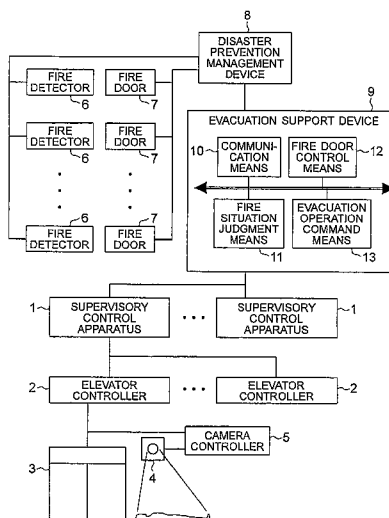 8
DISASTER
PREVENTION
MANAGEMENT
DEVICE
FIRE
DETECTOR
6
FIRE
DOOR
7
FIRE
DETECTOR
6
FIRE
DOOR
7
FIRE
DETECTOR
6
FIRE
DOOR
7
9
EVACUATION SUPPORT DEVICE
10
COMMUNI-
CATION
MEANS
FIRE DOOR
CONTROL
MEANS
12
FIRE
SITUATION
JUDGMENT
MEANS
11
EVACUATION
OPERATION
COMMAND
MEANS
13
1
SUPERVISORY
CONTROL
APPARATUS
SUPERVISORY
CONTROL
APPARATUS
1
2
ELEVATOR
CONTROLLER
ELEVATOR
CONTROLLER
2
CAMERA
CONTROLLER
5
3
4